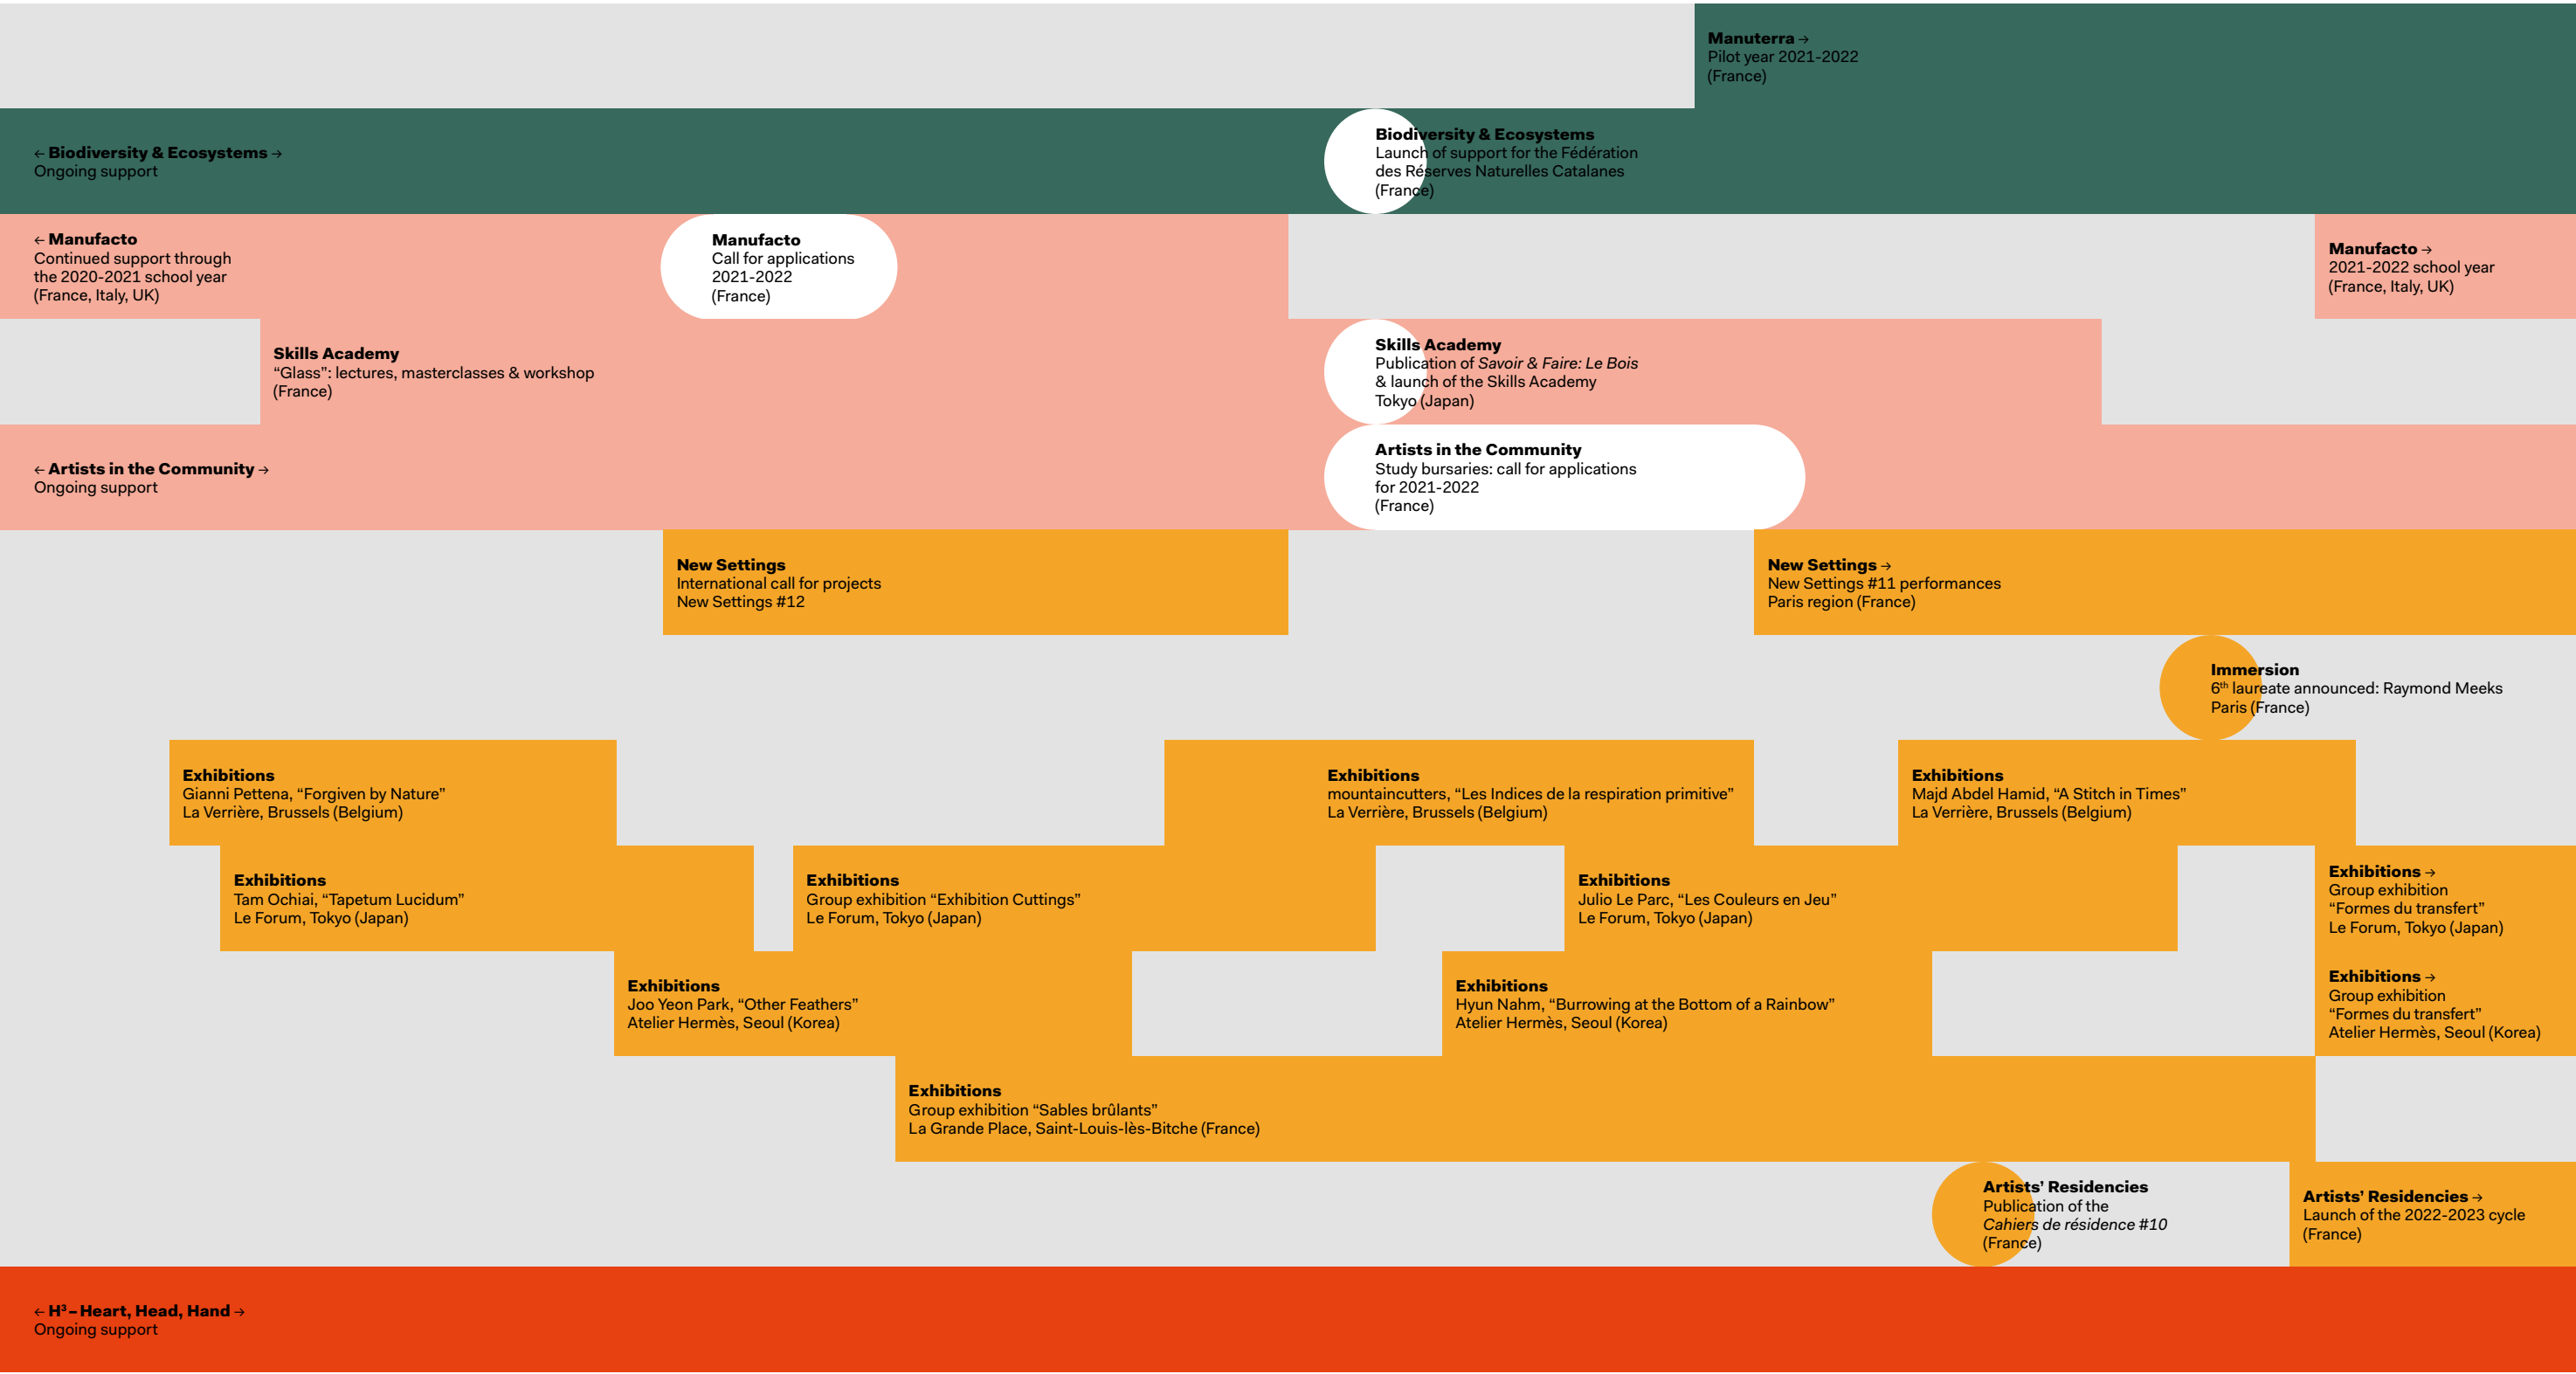 Manuterra →
Pilot year 2021-2022
(France)
← Biodiversity & Ecosystems →
Ongoing support
Biodiversity & Ecosystems
Launch of support for the Fédération
des Réserves Naturelles Catalanes
(France)
← Manufacto
Continued support through
the 2020-2021 school year
(France, Italy, UK)
Manufacto
Call for applications
2021-2022
(France)
Manufacto →
2021-2022 school year
(France, Italy, UK)
Skills Academy
“Glass”: lectures, masterclasses & workshop
(France)
Skills Academy
Publication of Savoir & Faire: Le Bois
& launch of the Skills Academy
Tokyo (Japan)
← Artists in the Community →
Ongoing support
Artists in the Community
Study bursaries: call for applications
for 2021-2022
(France)
New Settings
International call for projects
New Settings #12
New Settings →
New Settings #11 performances
Paris region (France)
Immersion
6th laureate announced: Raymond Meeks
Paris (France)
Exhibitions
Gianni Pettena, “Forgiven by Nature”
La Verrière, Brussels (Belgium)
Exhibitions
mountaincutters, “Les Indices de la respiration primitive”
La Verrière, Brussels (Belgium)
Exhibitions
Majd Abdel Hamid, “A Stitch in Times”
La Verrière, Brussels (Belgium)
Exhibitions
Tam Ochiai, “Tapetum Lucidum”
Le Forum, Tokyo (Japan)
Exhibitions
Group exhibition “Exhibition Cuttings”
Le Forum, Tokyo (Japan)
Exhibitions
Julio Le Parc, “Les Couleurs en Jeu”
Le Forum, Tokyo (Japan)
Exhibitions →
Group exhibition
“Formes du transfert”
Le Forum, Tokyo (Japan)
Exhibitions
Joo Yeon Park, “Other Feathers”
Atelier Hermès, Seoul (Korea)
Exhibitions
Hyun Nahm, “Burrowing at the Bottom of a Rainbow”
Atelier Hermès, Seoul (Korea)
Exhibitions →
Group exhibition
“Formes du transfert”
Atelier Hermès, Seoul (Korea)
Exhibitions
Group exhibition “Sables brûlants”
La Grande Place, Saint-Louis-lès-Bitche (France)
Artists’ Residencies
Publication of the
Cahiers de résidence #10
(France)
Artists’ Residencies →
Launch of the 2022-2023 cycle
(France)
← H³ – Heart, Head, Hand →
Ongoing support